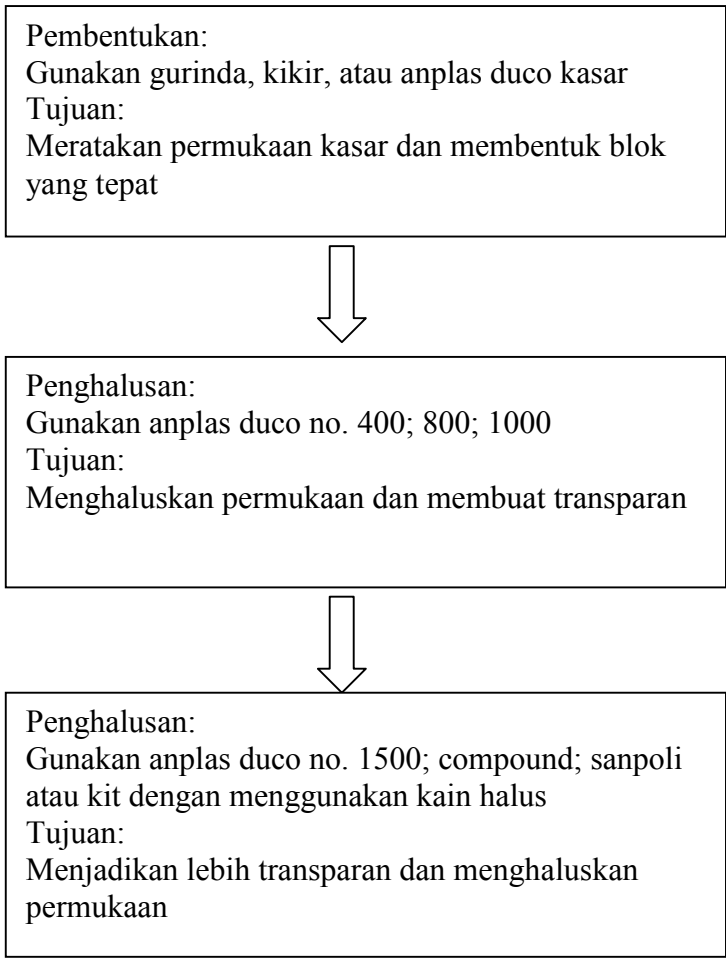 Pembentukan:
Gunakan gurinda, kikir, atau anplas duco kasar
Tujuan:
Meratakan permukaan kasar dan membentuk blok
yang tepat
Penghalusan:
Gunakan anplas duco no. 400; 800; 1000
Tujuan:
Menghaluskan permukaan dan membuat transparan
Penghalusan:
Gunakan anplas duco no. 1500; compound; sanpoli
atau kit dengan menggunakan kain halus
Tujuan:
Menjadikan lebih transparan dan menghaluskan
permukaan